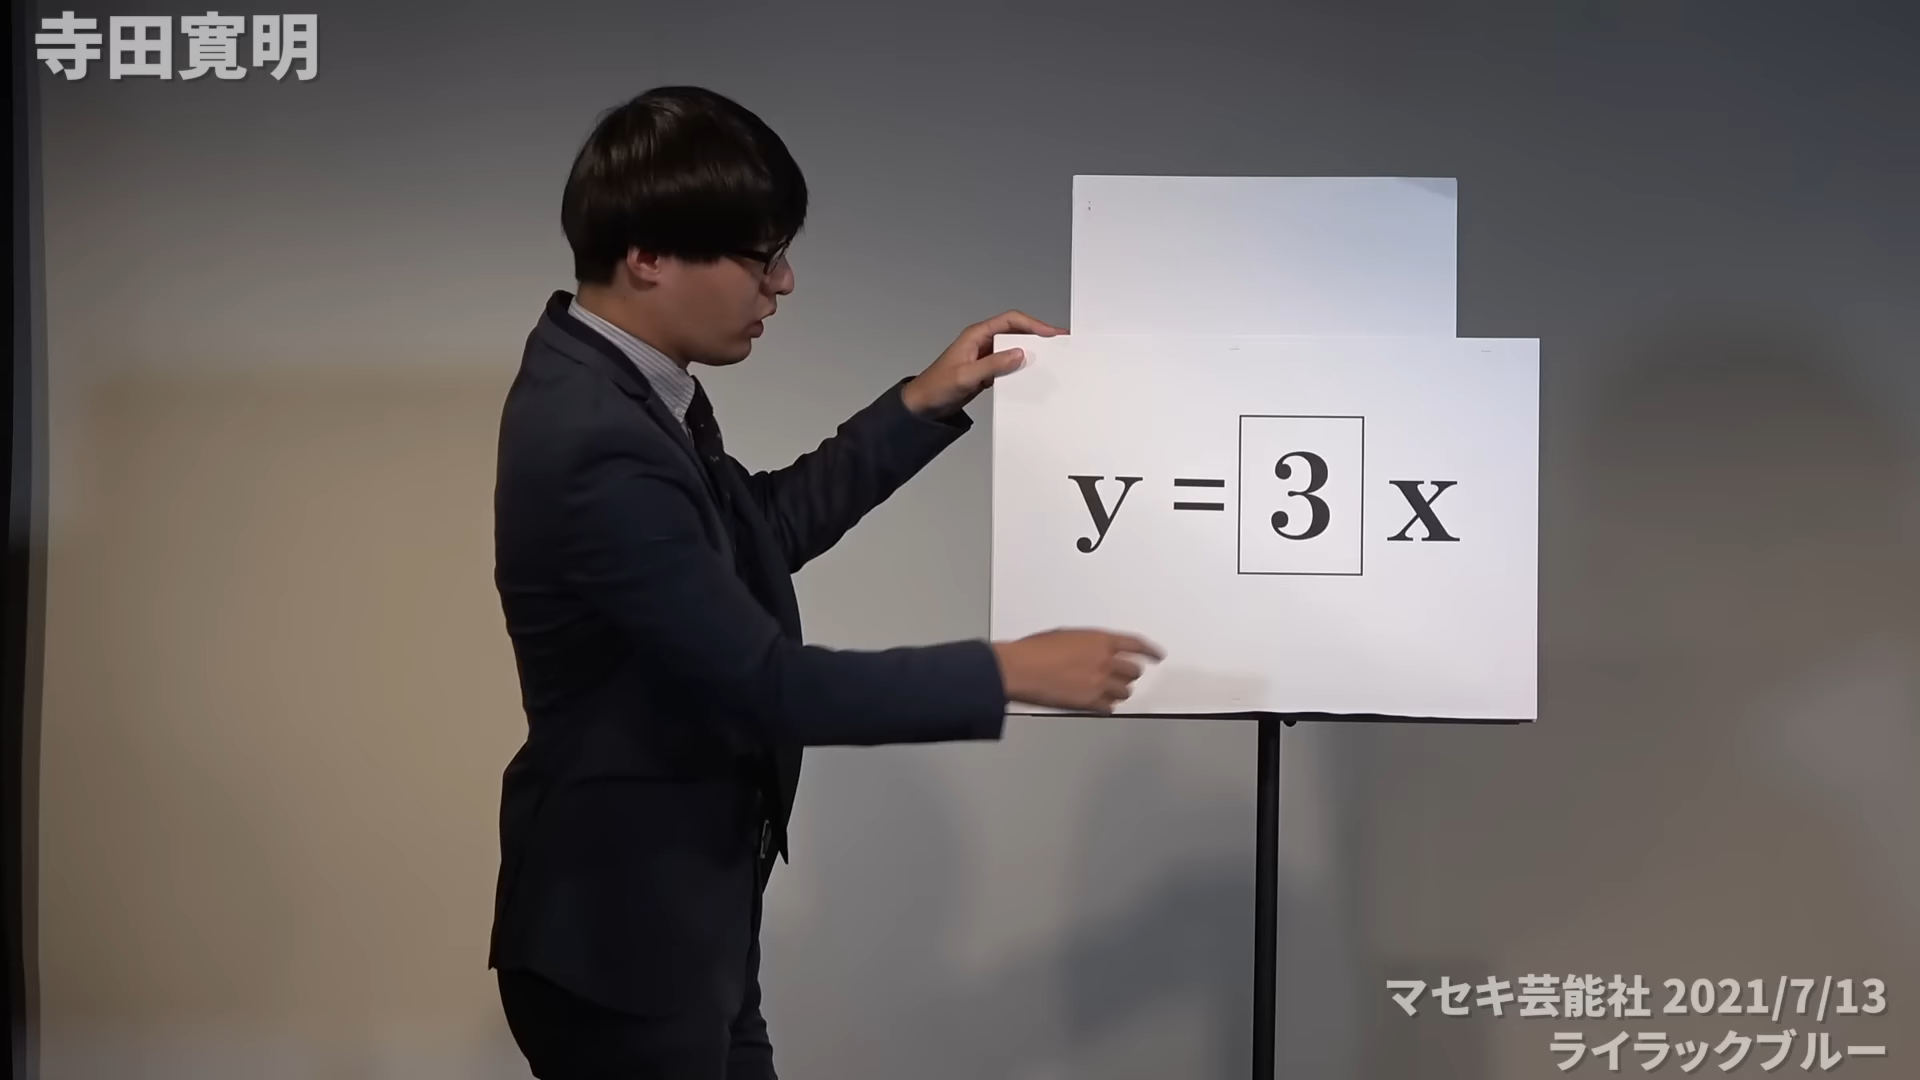 寺田寛明
y = 3 x
マセキ芸能社 2021/7/13
ライラックブルー